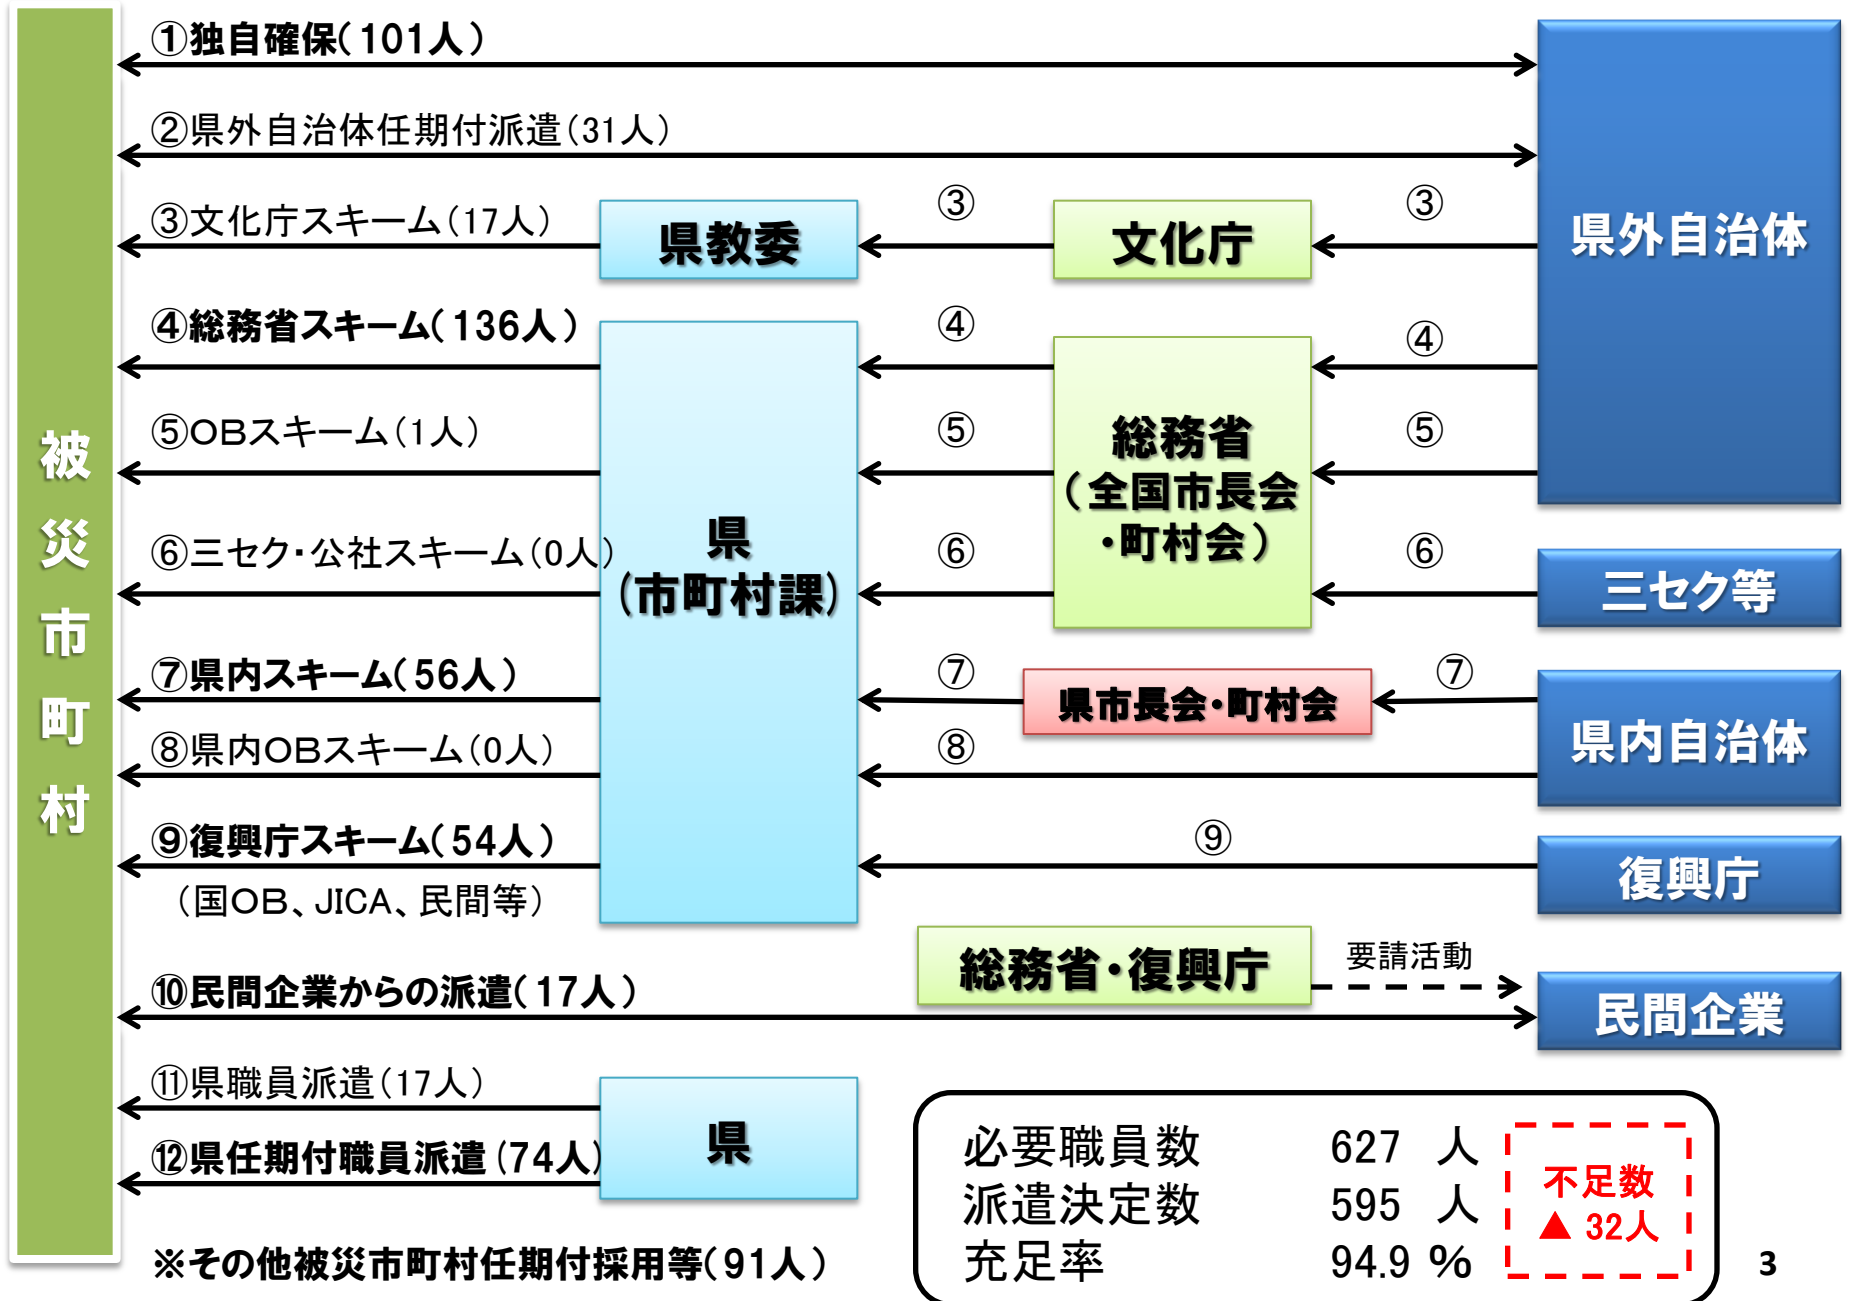 ①独自確保(101人)
②県外自治体任期付派遣(31人)
③文化庁スキーム(17人)
県教委
③
文化庁
③
県外自治体
④総務省スキーム(136人)
④
④
⑤OBスキーム(1人)
⑤
総務省
(全国市長会
・町村会)
⑤
⑥三セク・公社スキーム(0人)
県
(市町村課)
⑥
⑥
三セク等
被災市町村
⑦県内スキーム(56人)
⑦
県市長会・町村会
⑦
県内自治体
⑧県内OBスキーム(0人)
⑧
⑨復興庁スキーム(54人)
(国OB、JICA、民間等)
⑨
復興庁
総務省・復興庁
要請活動
⑩民間企業からの派遣(17人)
民間企業
⑪県職員派遣(17人)
⑫県任期付職員派遣(74人)
県
必要職員数 627 人
派遣決定数 595 人
充足率 94.9 %
不足数
▲ 32人
※その他被災市町村任期付採用等(91人)
3